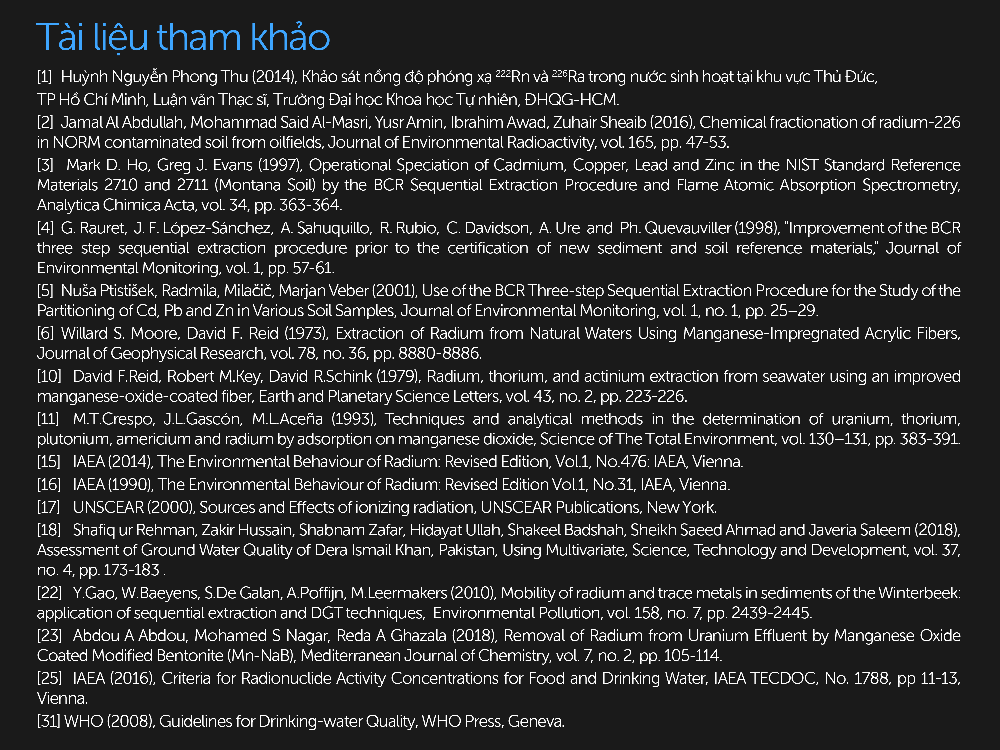 Tài liệu tham khảo
[1] Huỳnh Nguyễn Phong Thu (2014), Khảo sát nồng độ phóng xạ ²²²Rn và ²²⁶Ra trong nước sinh hoạt tại khu vực Thủ Đức,
TP Hồ Chí Minh, Luận văn Thạc sĩ, Trường Đại học Khoa học Tự nhiên, ĐHQG-HCM.
[2] Jamal Al Abdullah, Mohammad Said Al-Masri, Yusr Amin, Ibrahim Awad, Zuhair Sheaib (2016), Chemical fractionation of radium-226
in NORM contaminated soil from oilfields, Journal of Environmental Radioactivity, vol. 165, pp. 47-53.
[3] Mark D. Ho, Greg J. Evans (1997), Operational Speciation of Cadmium, Copper, Lead and Zinc in the NIST Standard Reference
Materials 2710 and 2711 (Montana Soil) by the BCR Sequential Extraction Procedure and Flame Atomic Absorption Spectrometry,
Analytica Chimica Acta, vol. 34, pp. 363-364.
[4] G. Rauret, J. F. López-Sánchez, A. Sahuquillo, R. Rubio, C. Davidson, A. Ure and Ph. Quevauviller (1998), "Improvement of the BCR
three step sequential extraction procedure prior to the certification of new sediment and soil reference materials," Journal of
Environmental Monitoring, vol. 1, pp. 57-61.
[5] Nuša Ptistišek, Radmila, Milačič, Marjan Veber (2001), Use of the BCR Three-step Sequential Extraction Procedure for the Study of the
Partitioning of Cd, Pb and Zn in Various Soil Samples, Journal of Environmental Monitoring, vol. 1, no. 1, pp. 25–29.
[6] Willard S. Moore, David F. Reid (1973), Extraction of Radium from Natural Waters Using Manganese-Impregnated Acrylic Fibers,
Journal of Geophysical Research, vol. 78, no. 36, pp. 8880-8886.
[10] David F.Reid, Robert M.Key, David R.Schink (1979), Radium, thorium, and actinium extraction from seawater using an improved
manganese-oxide-coated fiber, Earth and Planetary Science Letters, vol. 43, no. 2, pp. 223-226.
[11] M.T.Crespo, J.L.Gascón, M.L.Aceña (1993), Techniques and analytical methods in the determination of uranium, thorium,
plutonium, americium and radium by adsorption on manganese dioxide, Science of The Total Environment, vol. 130–131, pp. 383-391.
[15] IAEA (2014), The Environmental Behaviour of Radium: Revised Edition, Vol.1, No.476: IAEA, Vienna.
[16] IAEA (1990), The Environmental Behaviour of Radium: Revised Edition Vol.1, No.31, IAEA, Vienna.
[17] UNSCEAR (2000), Sources and Effects of ionizing radiation, UNSCEAR Publications, New York.
[18] Shafiq ur Rehman, Zakir Hussain, Shabnam Zafar, Hidayat Ullah, Shakeel Badshah, Sheikh Saeed Ahmad and Javeria Saleem (2018),
Assessment of Ground Water Quality of Dera Ismail Khan, Pakistan, Using Multivariate, Science, Technology and Development, vol. 37,
no. 4, pp. 173-183 .
[22] Y.Gao, W.Baeyens, S.De Galan, A.Poffijn, M.Leermakers (2010), Mobility of radium and trace metals in sediments of the Winterbeek:
application of sequential extraction and DGT techniques, Environmental Pollution, vol. 158, no. 7, pp. 2439-2445.
[23] Abdou A Abdou, Mohamed S Nagar, Reda A Ghazala (2018), Removal of Radium from Uranium Effluent by Manganese Oxide
Coated Modified Bentonite (Mn-NaB), Mediterranean Journal of Chemistry, vol. 7, no. 2, pp. 105-114.
[25] IAEA (2016), Criteria for Radionuclide Activity Concentrations for Food and Drinking Water, IAEA TECDOC, No. 1788, pp 11-13,
Vienna.
[31] WHO (2008), Guidelines for Drinking-water Quality, WHO Press, Geneva.